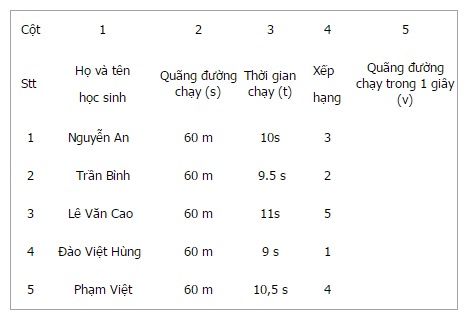 Cột 1 2 3 4 5
Stt Họ và tên học sinh Quãng đường chạy (s) Thời gian chạy (t) Xếp hạng Quãng đường chạy trong 1 giây (v)
1 Nguyễn An 60 m 10s 3
2 Trần Bình 60 m 9.5 s 2
3 Lê Văn Cao 60 m 11s 5
4 Đào Việt Hùng 60 m 9 s 1
5 Phạm Việt 60 m 10,5 s 4